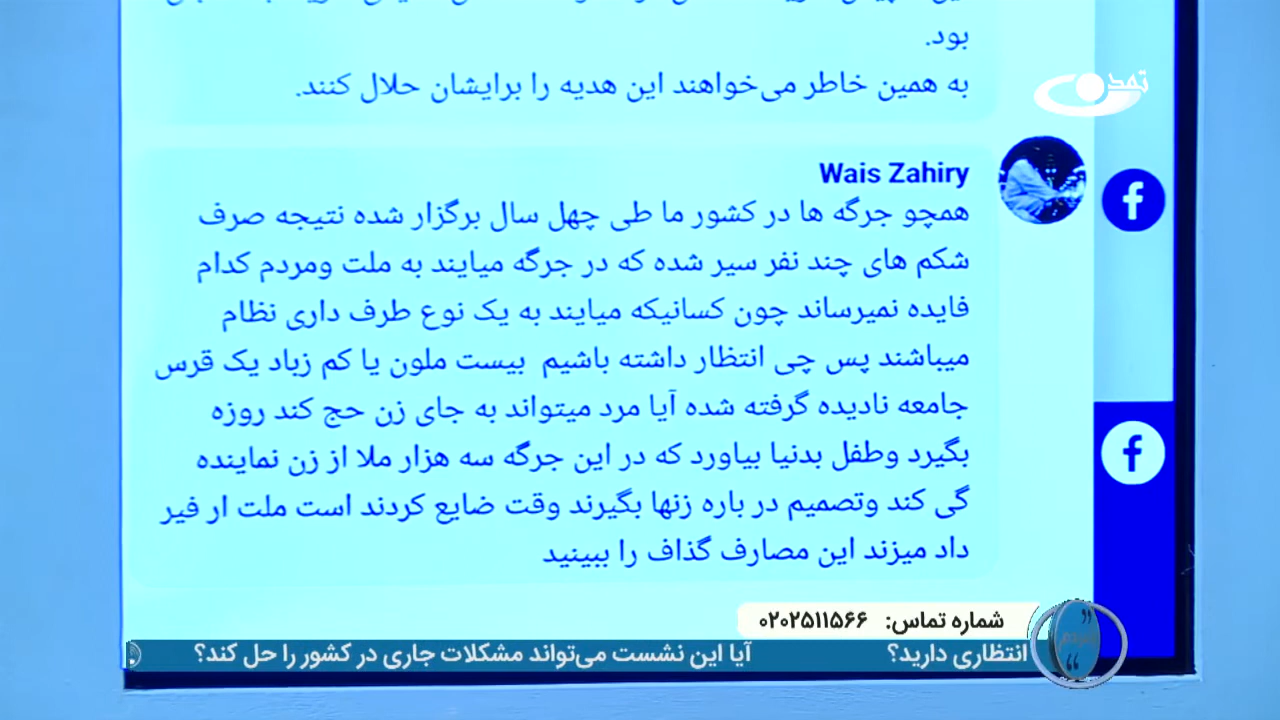 بود.
به همین خاطر می‌خواهند این هدیه را برایشان حلال کنند.
تمدن
Wais Zahiry
همچو جرگه ها در کشور ما طی چهل سال برگزار شده نتیجه صرف
شکم های چند نفر سیر شده که در جرگه میایند به ملت ومردم کدام
فایده نمیرساند چون کسانیکه میایند به یک نوع طرف داری نظام
میباشند پس چی انتظار داشته باشیم بیست ملون یا کم زباد یک قرس
جامعه نادیده گرفته شده آیا مرد میتواند به جای زن حج کند روزه
بگیرد وطفل بدنیا بیاورد که در این جرگه سه هزار ملا از زن نماینده
گی کند وتصمیم در باره زنها بگیرند وقت ضایع کردند است ملت ار فیر
داد میزند این مصارف گذاف را ببینید
شماره تماس: ۰۲۰۲۵۱۱۵۶۶
انتظاری دارید؟ آیا این نشست می‌تواند مشکلات جاری در کشور را حل کند؟